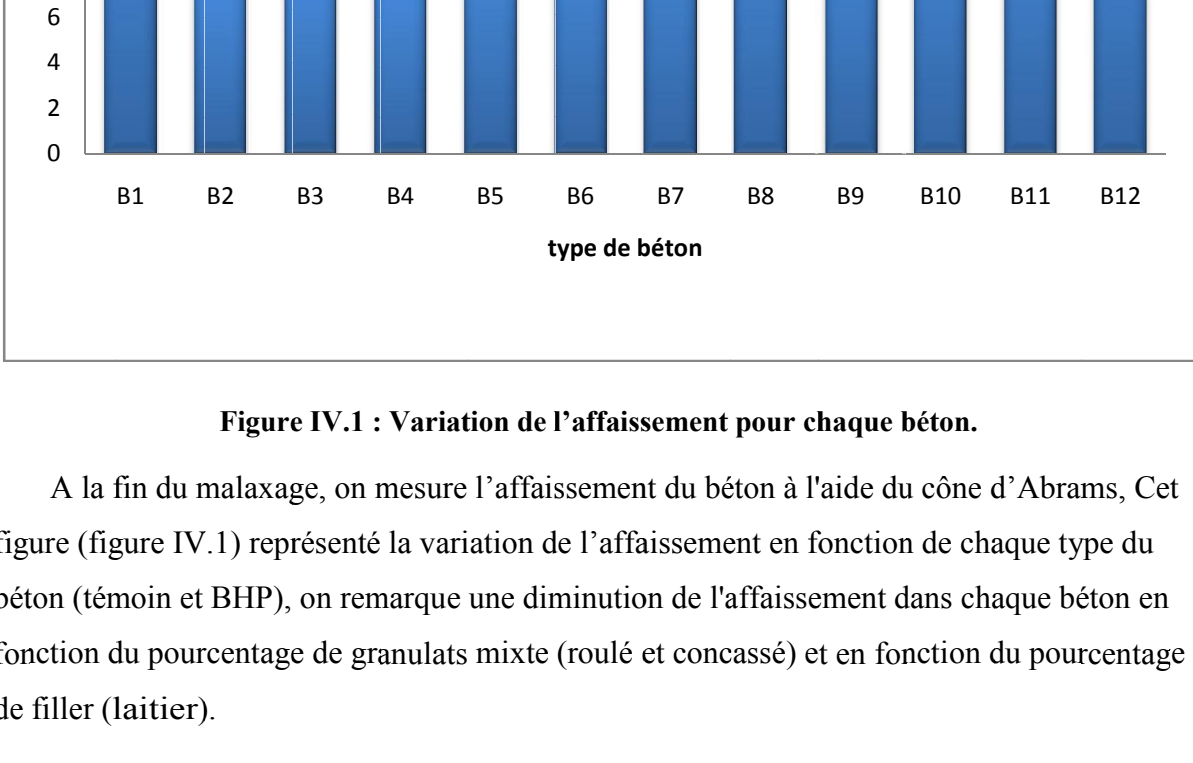 6
4
2
0
B1 B2 B3 B4 B5 B6 B7 B8 B9 B10 B11 B12
type de béton
Figure IV.1 : Variation de l’affaissement pour chaque béton.
A la fin du malaxage, on mesure l’affaissement du béton à l'aide du cône d’Abrams, Cet
figure (figure IV.1) représenté la variation de l’affaissement en fonction de chaque type du
béton (témoin et BHP), on remarque une diminution de l'affaissement dans chaque béton en
fonction du pourcentage de granulats mixte (roulé et concassé) et en fonction du pourcentage
de filler (laitier).